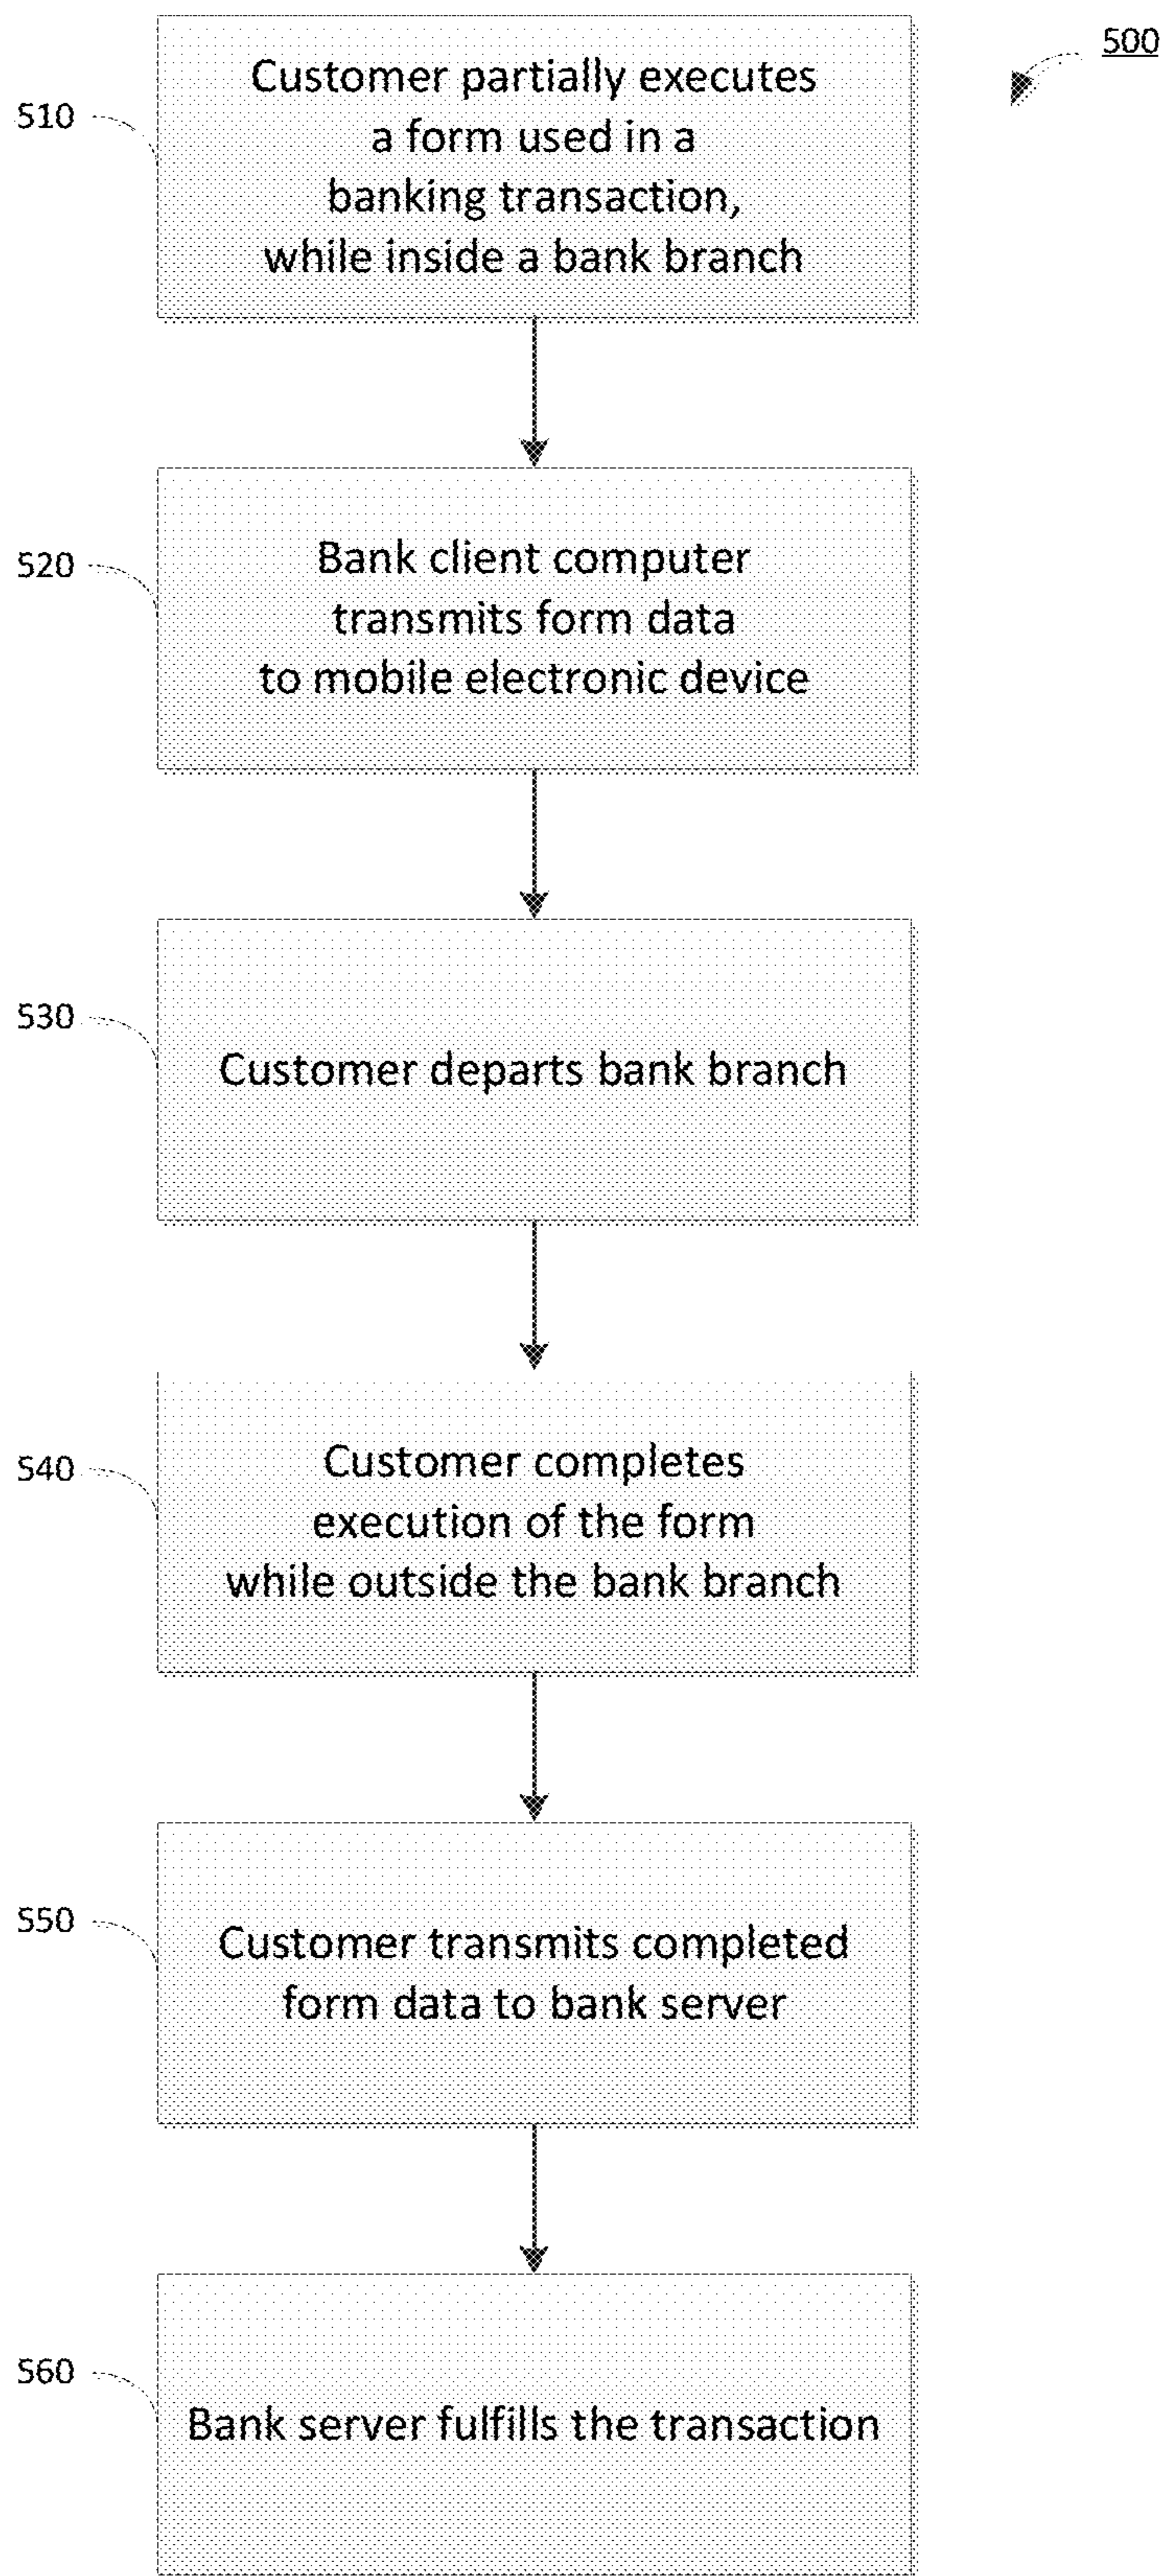 500
510
Customer partially executes
a form used in a
banking transaction,
while inside a bank branch
520
Bank client computer
transmits form data
to mobile electronic device
530
Customer departs bank branch
540
Customer completes
execution of the form
while outside the bank branch
550
Customer transmits completed
form data to bank server
560
Bank server fulfills the transaction